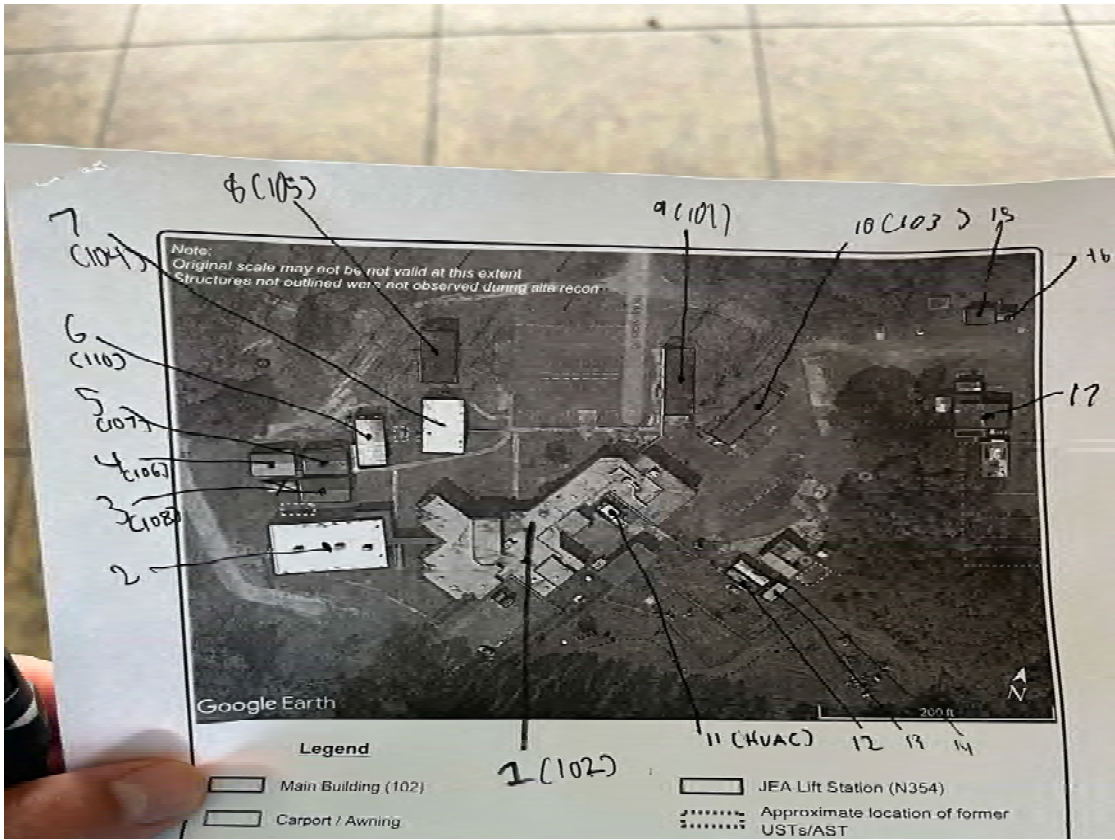 8(105)
9(101)
10(103)
15
16
7
(104)
Note:
Original scale may not be not valid at this extent
Structures not outlined were not observed during site recon
6
(110)
5
(107)
17
4(106)
3
(108)
2
Google Earth
N
200 ft
11(HVAC)
12
13
14
1(102)
Legend
Main Building (102)
JEA Lift Station (N354)
Carport / Awning
Approximate location of former
USTs/AST